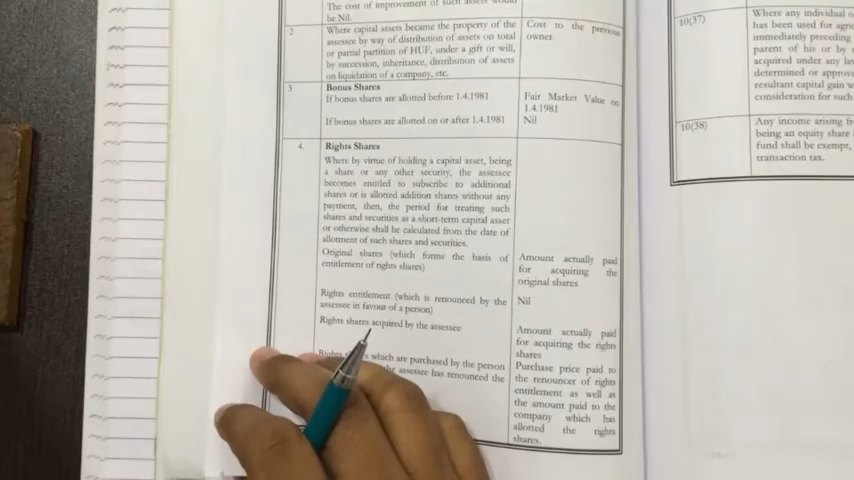 The cost of improvement of such assets would
be Nil.
2
Where capital assets became the property of the
assessee by way of distribution of assets on total
or partial partition of HUF, under a gift or will,
by succession, inheritance, distribution of assets
on liquidation of a company, etc.
Cost to the previous
owner.
3
Bonus Shares
If bonus shares are allotted before 1.4.1981
Fair Market Value on
1.4.1981
If bonus shares are allotted on or after 1.4.1981
Nil
4.
Rights Shares
Where by virtue of holding a capital asset, being
a share or any other security, the assessee
becomes entitled to subscribe to additional
shares or is allotted addition shares without any
payment, then, the period for treating such
shares and securities as a short-term capital asset
or otherwise shall be calculated from the date of
allotment of such shares and securities.
Original shares (which forms the basis of
entitlement of rights shares)
Amount actually paid
for acquiring the
original shares
Rights entitlement (which is renounced by the
assessee in favour of a person)
Nil
Rights shares acquired by the assessee
Amount actually paid
for acquiring the rights
shares
which are purchased by the person
the assessee has renounced the
Purchase price paid to
the renouncer of rights
entitlement as well as
the amount paid to the
company which has
allotted the rights
shares.
10(37)
Where any individual
has been used for
immediately preceding
parent of his or by
acquired under any
determined or
resultant capital gain
consideration for such
10(38)
Any income arising
being an equity share
fund shall be exempt,
transaction tax.